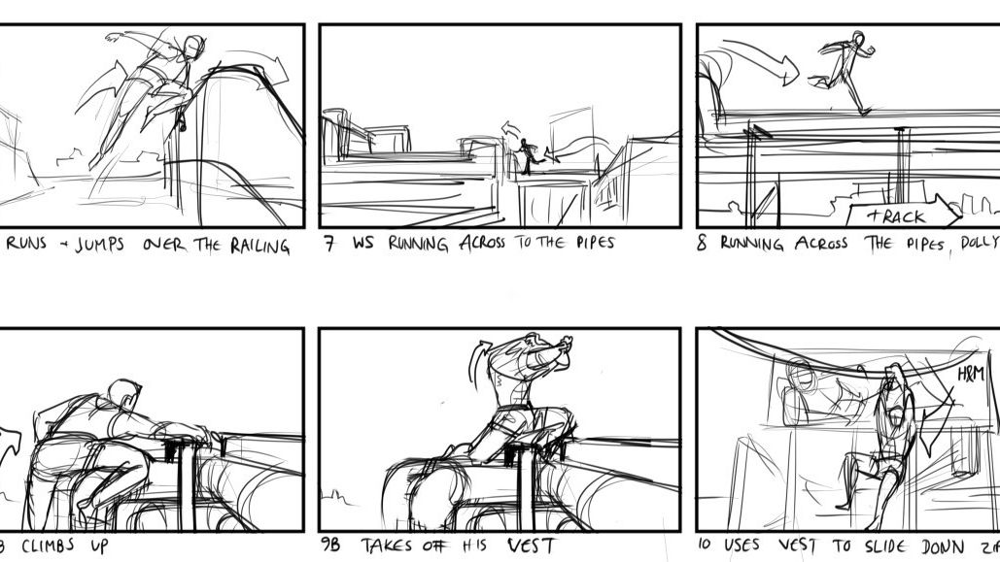 RUNS + JUMPS OVER THE RAILING
7 WS RUNNING ACROSS TO THE PIPES
TRACK
8 RUNNING ACROSS THE PIPES, DOLLY
CLIMBS UP
9B TAKES OFF HIS VEST
H&M
10 USES VEST TO SLIDE DOWN